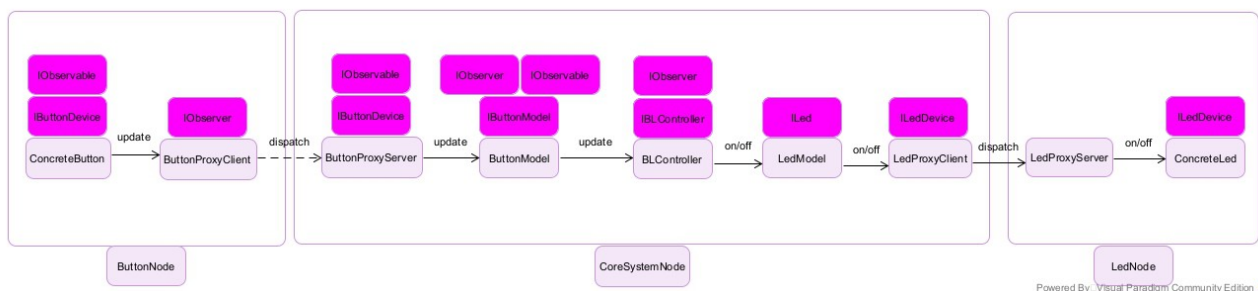 IObservable
IButtonDevice
ConcreteButton
update
IObserver
ButtonProxyClient
dispatch
IObservable
IButtonDevice
ButtonProxyServer
update
IObserver
IObservable
IButtonModel
ButtonModel
update
IObserver
IBLController
BLController
on/off
ILed
LedModel
on/off
ILedDevice
LedProxyClient
dispatch
LedProxyServer
on/off
ILedDevice
ConcreteLed
ButtonNode
CoreSystemNode
LedNode
Powered By Visual Paradigm Community Edition